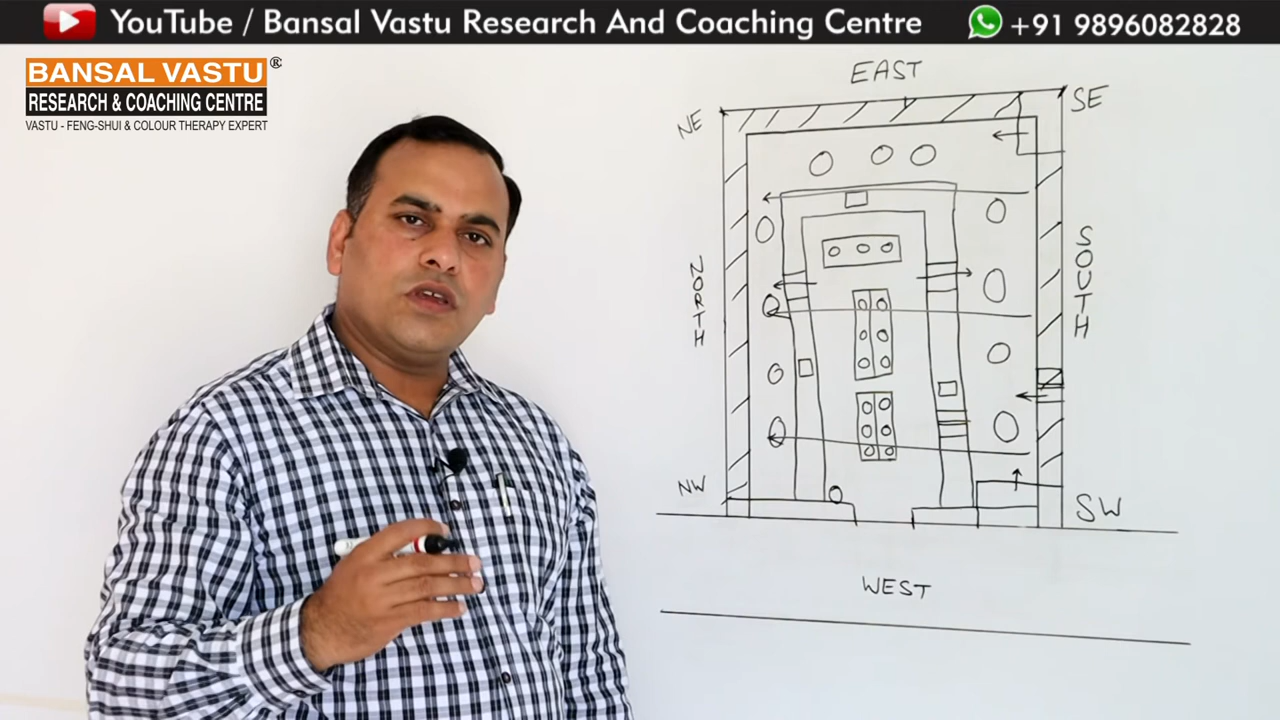 YouTube / Bansal Vastu Research And Coaching Centre
+91 9896082828
BANSAL VASTU®
RESEARCH & COACHING CENTRE
VASTU - FENG-SHUI & COLOUR THERAPY EXPERT
EAST
NE
SE
NORTH
SOUTH
NW
SW
WEST